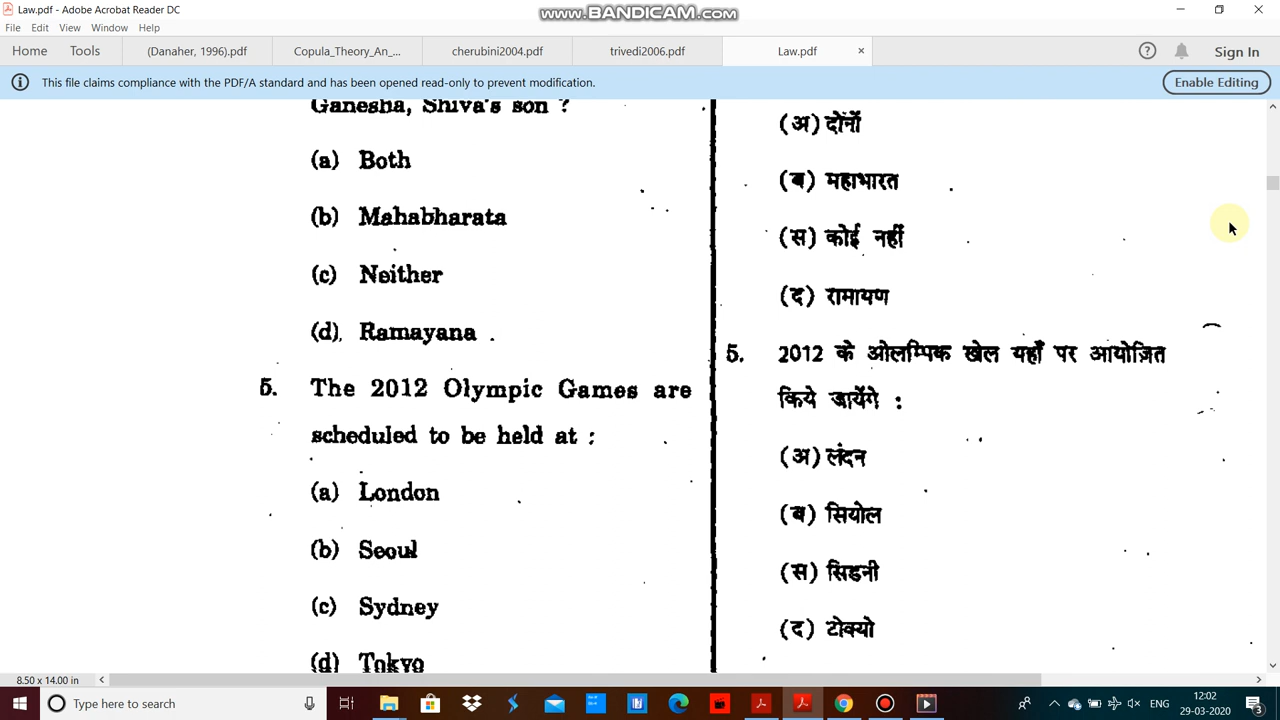 Law.pdf - Adobe Acrobat Reader DC
WWW.BANDICAM.COM
File Edit View Window Help
Home Tools (Danaher, 1996).pdf Copula_Theory_An_... cherubini2004.pdf trivedi2006.pdf Law.pdf × Sign In
This file claims compliance with the PDF/A standard and has been opened read-only to prevent modification. Enable Editing
Ganesha, Shiva's son ?
(a) Both
(b) Mahabharata
(c) Neither
(d) Ramayana
5. The 2012 Olympic Games are
scheduled to be held at :
(a) London
(b) Seoul
(c) Sydney
(d) Tokyo
(अ) दोनों
(ब) महाभारत
(स) कोई नहीं
(द) रामायण
5. 2012 के ओलम्पिक खेल यहाँ पर आयोजित
किये जायेंगे :
(अ) लंदन
(ब) सियोल
(स) सिडनी
(द) टोक्यो
8.50 x 14.00 in
Type here to search
ENG
12:02
29-03-2020
3